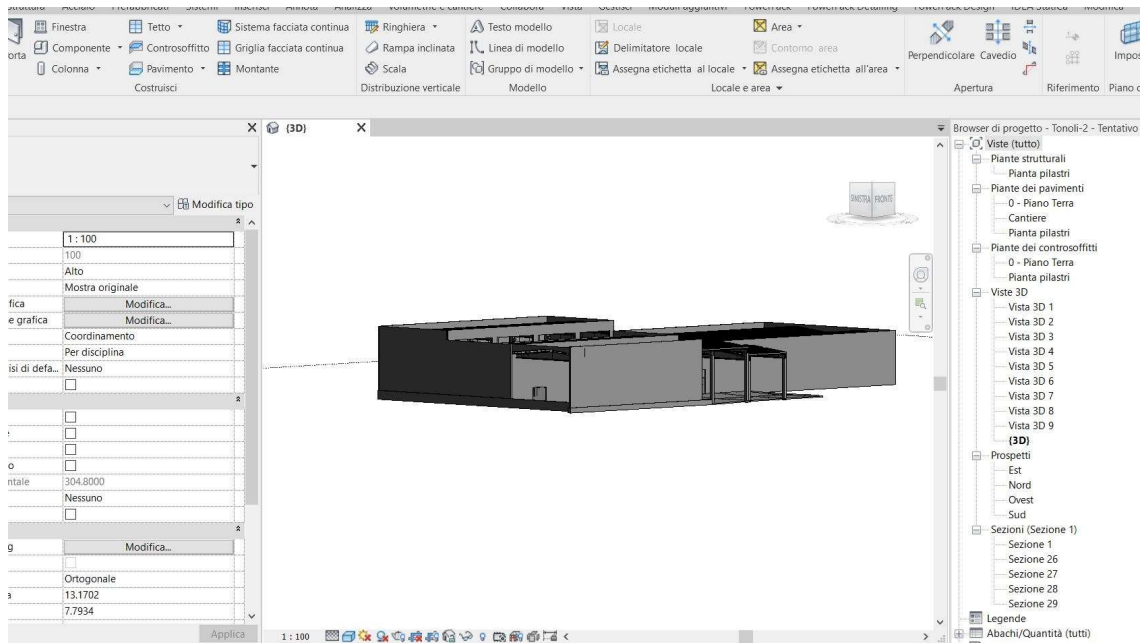 Finestra Tetto Sistema facciata continua Ringhiera Testo modello Locale Area
Componente Controsoffitto Griglia facciata continua Rampa inclinata Linea di modello Delimitatore locale Contorno area Perpendicolare Cavedio
Colonna Pavimento Montante Scala Gruppo di modello Assegna etichetta al locale Assegna etichetta all'area
Costruisci Distribuzione verticale Modello Locale e area Apertura Riferimento Piano
{3D}
Browser di progetto - Tonoli-2 - Tentativo
Viste (tutto)
Piante strutturali
Pianta pilastri
Piante dei pavimenti
0 - Piano Terra
Cantiere
Pianta pilastri
Piante dei controsoffitti
0 - Piano Terra
Pianta pilastri
Viste 3D
Vista 3D 1
Vista 3D 2
Vista 3D 3
Vista 3D 4
Vista 3D 5
Vista 3D 6
Vista 3D 7
Vista 3D 8
Vista 3D 9
{3D}
Prospetti
Est
Nord
Ovest
Sud
Sezioni (Sezione 1)
Sezione 1
Sezione 26
Sezione 27
Sezione 28
Sezione 29
Legende
Abachi/Quantità (tutti)
Modifica tipo
1 : 100
100
Alto
Mostra originale
fica Modifica...
e grafica Modifica...
Coordinamento
Per disciplina
isi di defa... Nessuno
ntale 304.8000
Nessuno
g Modifica...
Ortogonale
13.1702
7.7934
Applica
SINISTRA FRONTE
1 : 100